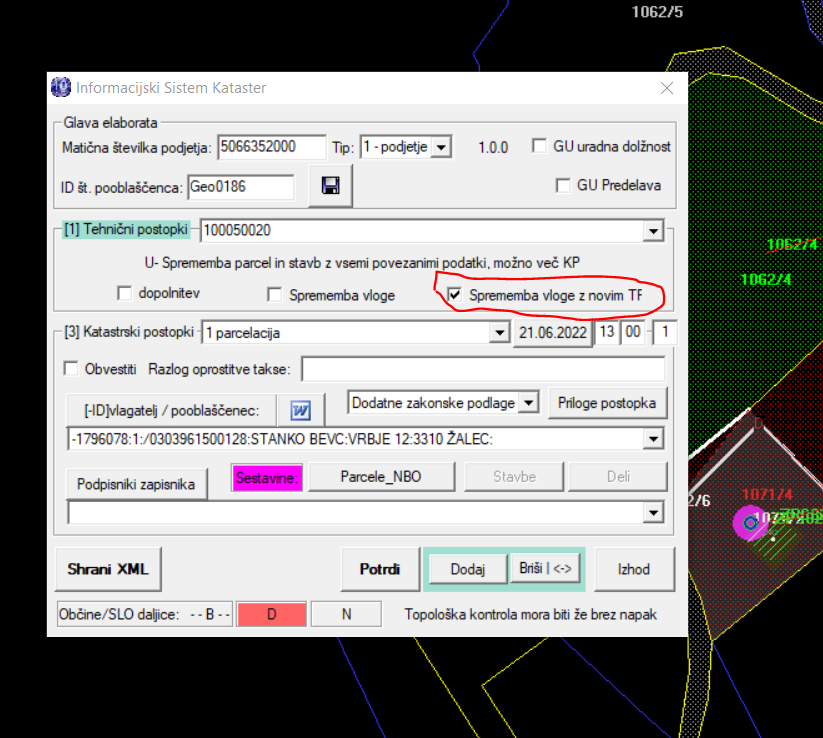 1062/5
Informacijski Sistem Kataster
Glava elaborata
Matična številka podjetja: 5066352000 Tip: 1 - podjetje 1.0.0 GU uradna dolžnost
ID št. pooblaščenca: Geo0186 GU Predelava
[1] Tehnični postopki 100050020
U- Sprememba parcel in stavb z vsemi povezanimi podatki, možno več KP
1062/4
1062/4
dopolnitev Sprememba vloge Sprememba vloge z novim TF
[3] Katastrski postopki 1 parcelacija 21.06.2022 13 00 - 1
Obvestiti Razlog oprostitve takse:
[-ID]vlagatelj / pooblaščenec: W Dodatne zakonske podlage Priloge postopka
-1796078:1:/0303961500128:STANKO BEVC:VRBJE 12:3310 ŽALEC:
D
Podpisniki zapisnika Sestavine: Parcele_NBO Stavbe Deli
2/6 1071/4
Shrani XML Potrdi Dodaj Briši | <-> Izhod
Občine/SLO daljice: - - B - - D N Topološka kontrola mora biti že brez napak